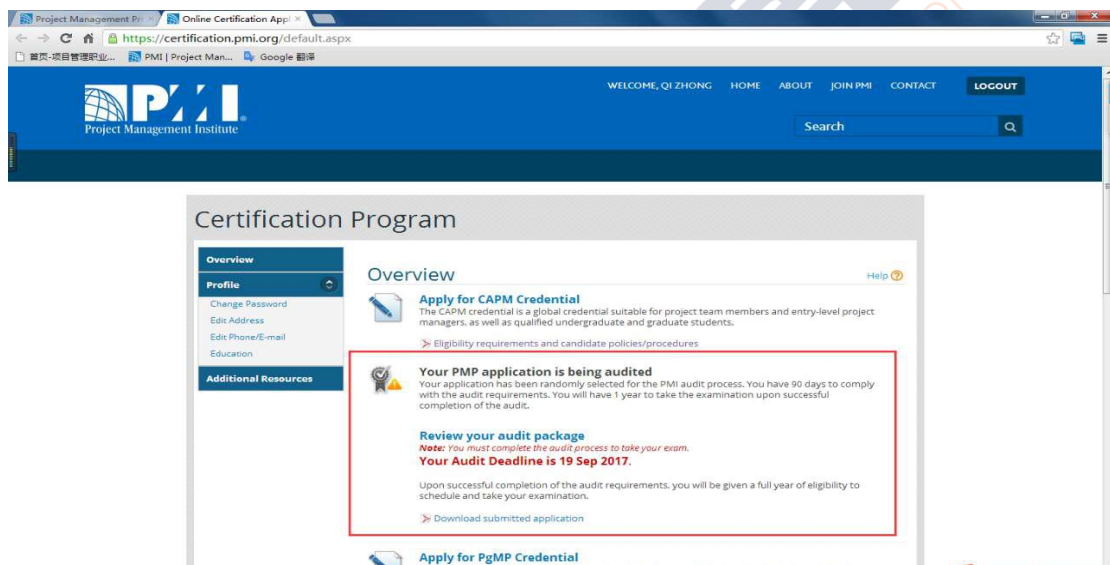 Project Management Pr
Online Certification Appl
https://certification.pmi.org/default.aspx
首页-项目管理职业... PMI | Project Man... Google 翻译
WELCOME, QI ZHONG HOME ABOUT JOIN PMI CONTACT LOGOUT
PMI
Project Management Institute
Search
Certification Program
Overview
Profile
Change Password
Edit Address
Edit Phone/E-mail
Education
Additional Resources
Overview
Help
Apply for CAPM Credential
The CAPM credential is a global credential suitable for project team members and entry-level project
managers, as well as qualified undergraduate and graduate students.
Eligibility requirements and candidate policies/procedures
Your PMP application is being audited
Your application has been randomly selected for the PMI audit process. You have 90 days to comply
with the audit requirements. You will have 1 year to take the examination upon successful
completion of the audit.
Review your audit package
Note: You must complete the audit process to take your exam.
Your Audit Deadline is 19 Sep 2017.
Upon successful completion of the audit requirements, you will be given a full year of eligibility to
schedule and take your examination.
Download submitted application
Apply for PgMP Credential